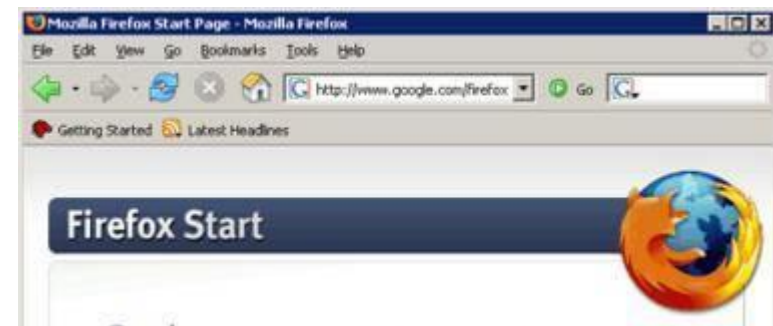 Mozilla Firefox Start Page - Mozilla Firefox
File Edit View Go Bookmarks Tools Help
http://www.google.com/firefox Go
Getting Started Latest Headlines
Firefox Start